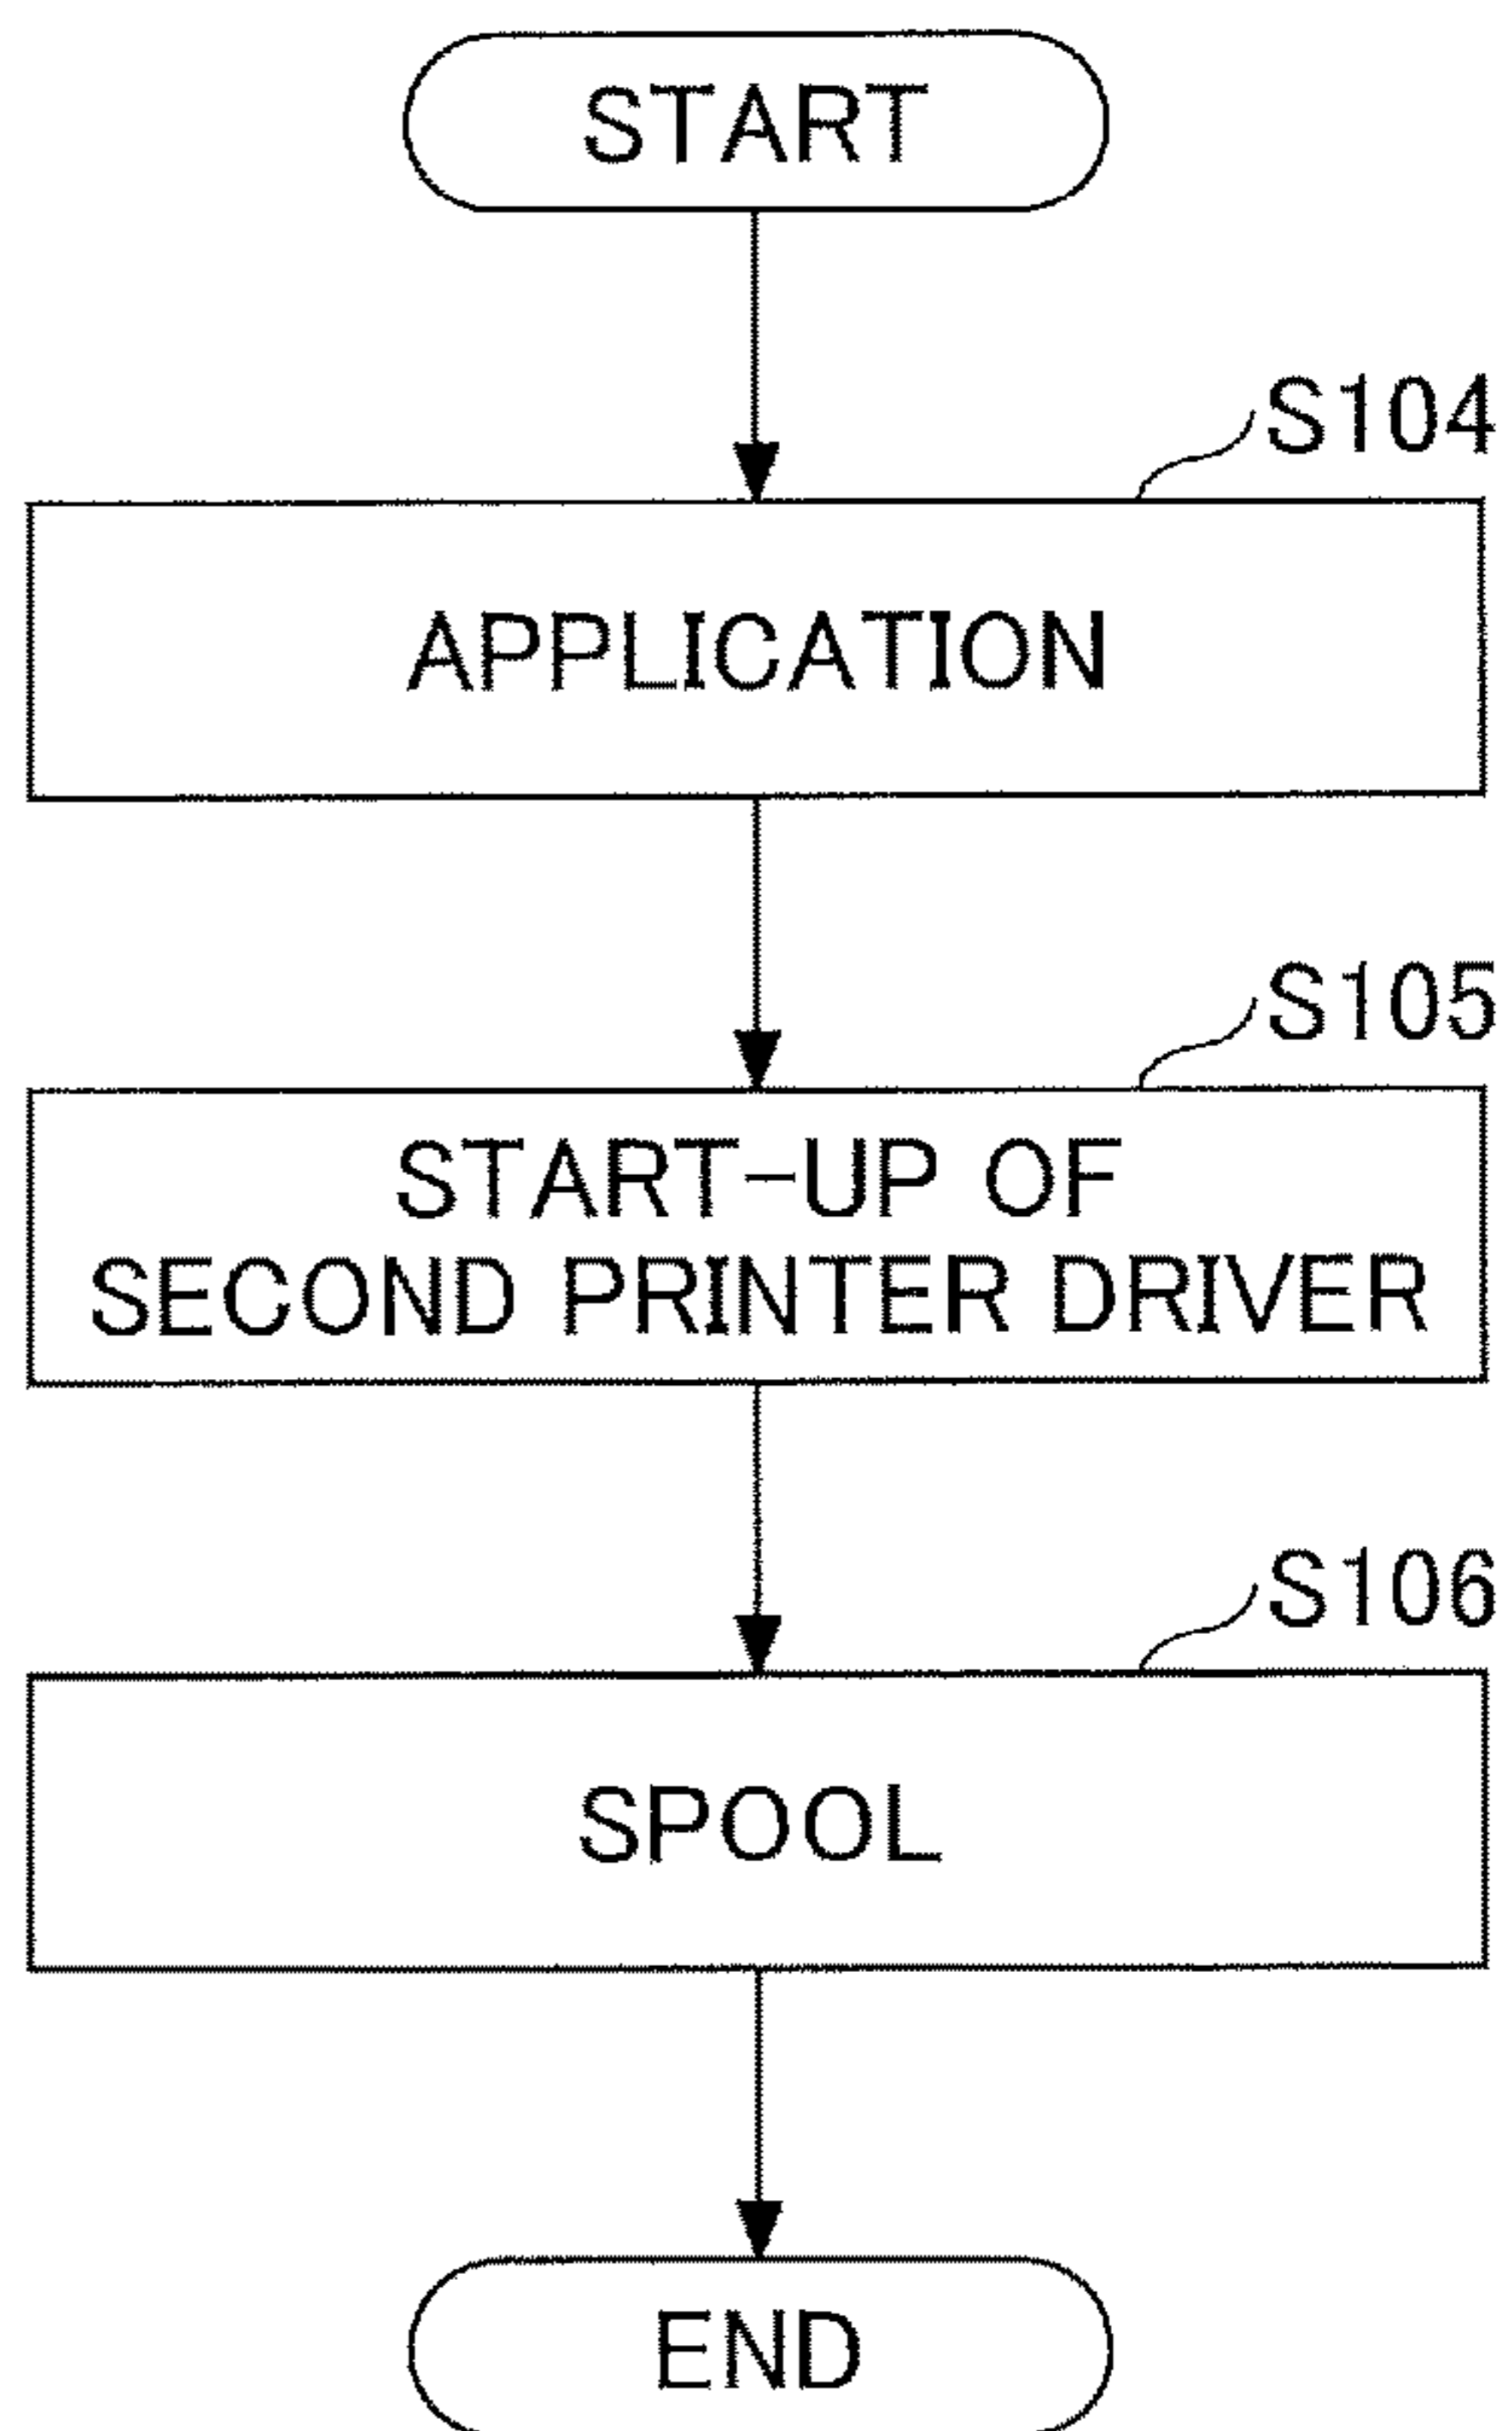 START
S104
APPLICATION
S105
START-UP OF
SECOND PRINTER DRIVER
S106
SPOOL
END